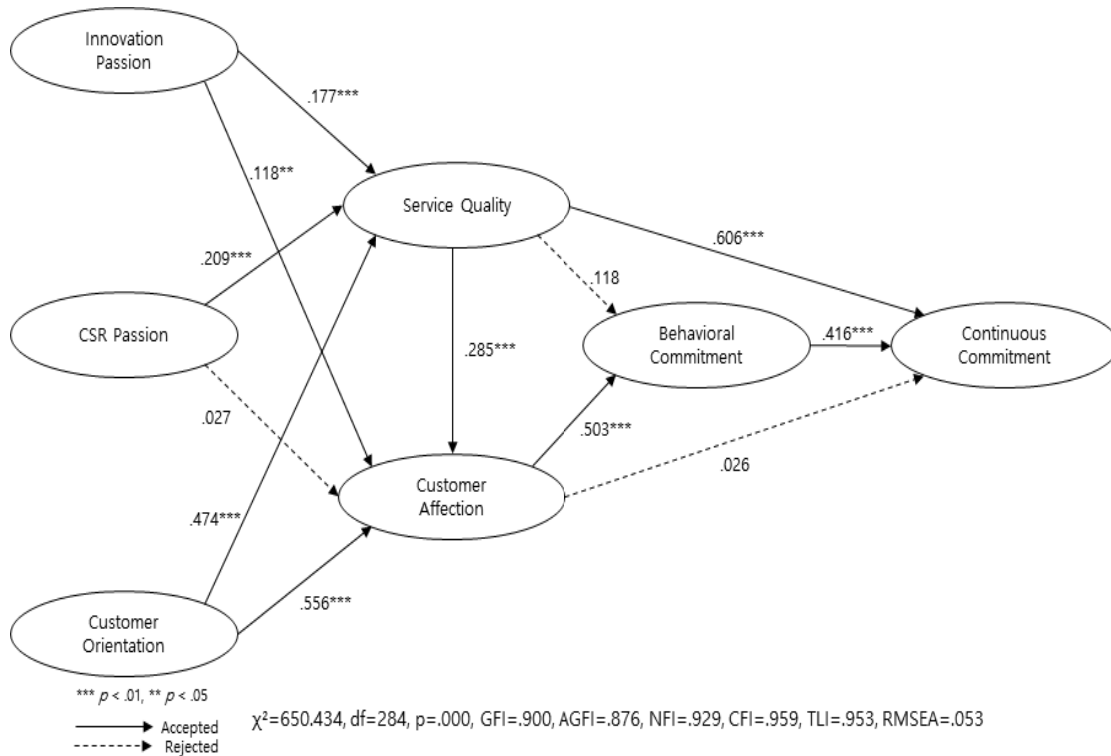 Innovation
Passion
.177***
.118**
Service Quality
.606***
.209***
.118
CSR Passion
.285***
Behavioral
Commitment
.416***
Continuous
Commitment
.027
.503***
.026
Customer
Affection
.474***
.556***
Customer
Orientation
*** p < .01, ** p < .05
Accepted
Rejected
χ²=650.434, df=284, p=.000, GFI=.900, AGFI=.876, NFI=.929, CFI=.959, TLI=.953, RMSEA=.053